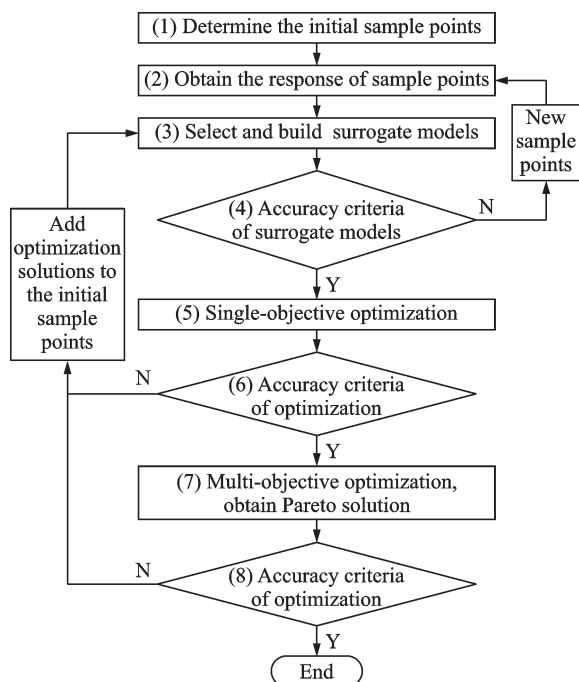 (1) Determine the initial sample points
(2) Obtain the response of sample points
New
sample
points
(3) Select and build surrogate models
(4) Accuracy criteria
of surrogate models
N
Y
Add
optimization
solutions to
the initial
sample
points
(5) Single-objective optimization
N
(6) Accuracy criteria
of optimization
Y
(7) Multi-objective optimization,
obtain Pareto solution
N
(8) Accuracy criteria
of optimization
Y
End